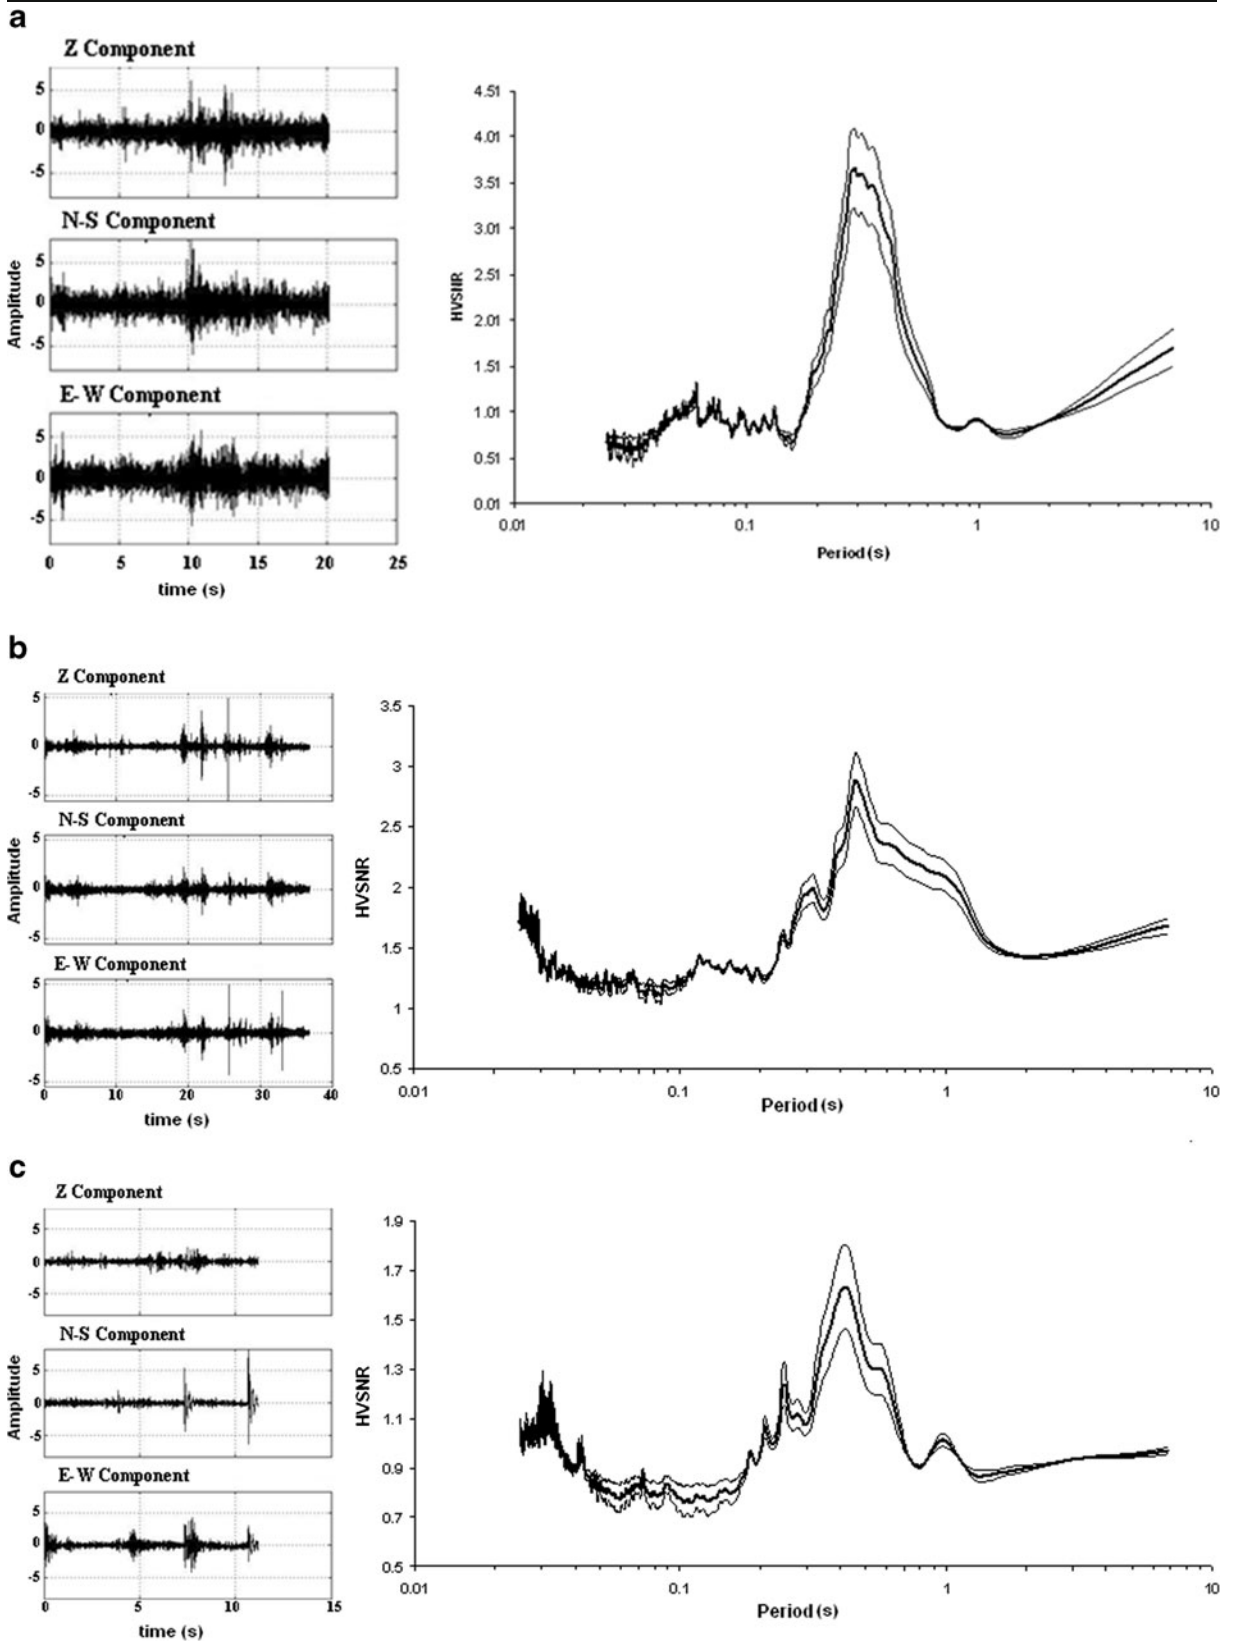 a
Z Component
5
0
-5
N-S Component
5
0
-5
E-W Component
5
0
-5
Amplitude
0 5 10 15 20 25
time (s)
4.51
4.01
3.51
3.01
2.51
2.01
1.51
1.01
0.51
0.01
HVSNR
0.01 0.1 1 10
Period (s)
b
Z Component
5
0
-5
N-S Component
5
0
-5
E-W Component
5
0
-5
Amplitude
0 10 20 30 40
time (s)
3.5
3
2.5
2
1.5
1
0.5
HVSNR
0.01 0.1 1 10
Period (s)
c
Z Component
5
0
-5
N-S Component
5
0
-5
E-W Component
5
0
-5
Amplitude
0 5 10 15
time (s)
1.9
1.7
1.5
1.3
1.1
0.9
0.7
0.5
HVSNR
0.01 0.1 1 10
Period (s)